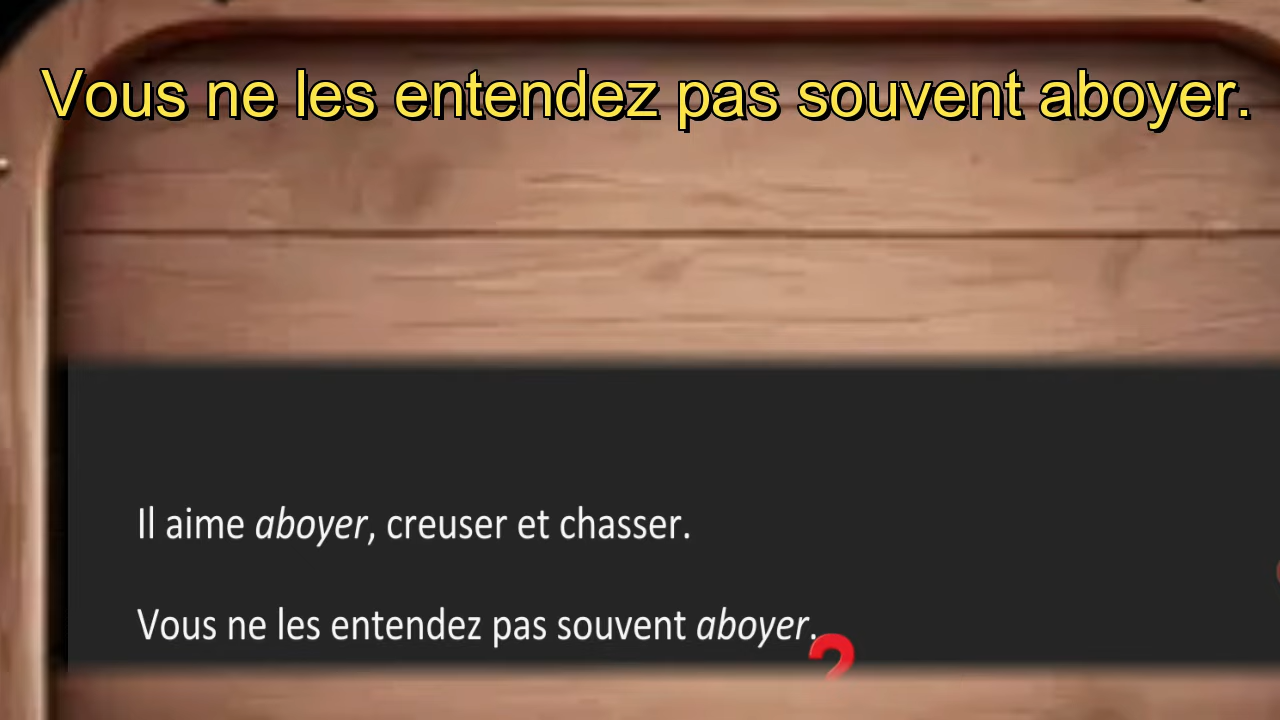 Vous ne les entendez pas souvent aboyer.
Il aime aboyer, creuser et chasser.
Vous ne les entendez pas souvent aboyer.
?